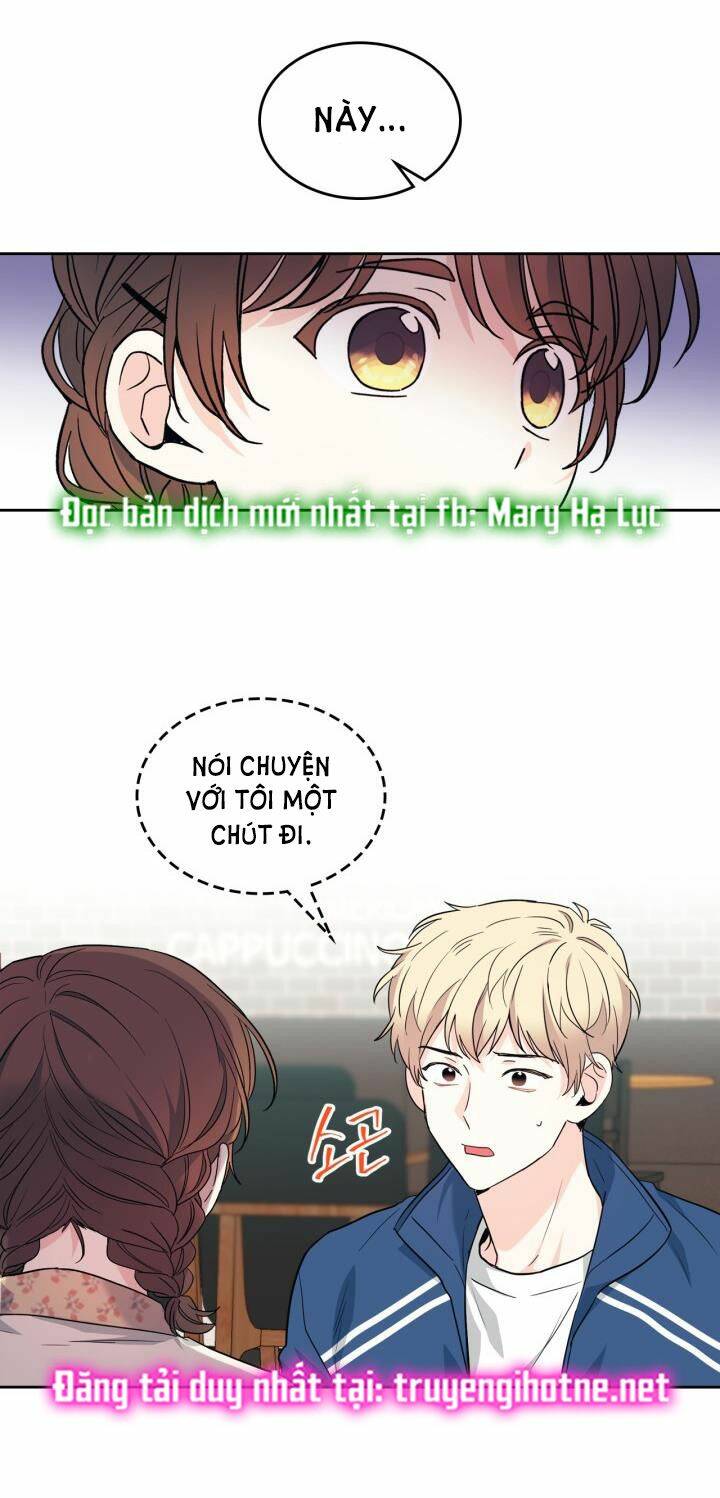 NÀY...
Đọc bản dịch mới nhất tại fb: Mary Hạ Lục
NÓI CHUYỆN
VỚI TÔI MỘT
CHÚT ĐI.
CAPPUCCINO
소곤
Đăng tải duy nhất tại: truyengihotne.net